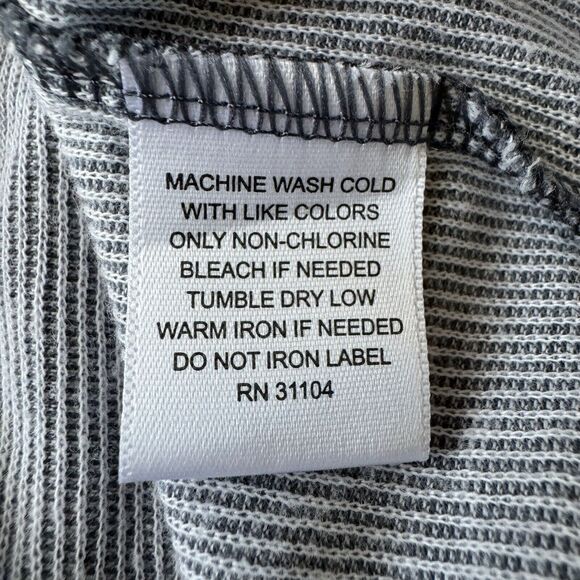 MACHINE WASH COLD
WITH LIKE COLORS
ONLY NON-CHLORINE
BLEACH IF NEEDED
TUMBLE DRY LOW
WARM IRON IF NEEDED
DO NOT IRON LABEL
RN 31104